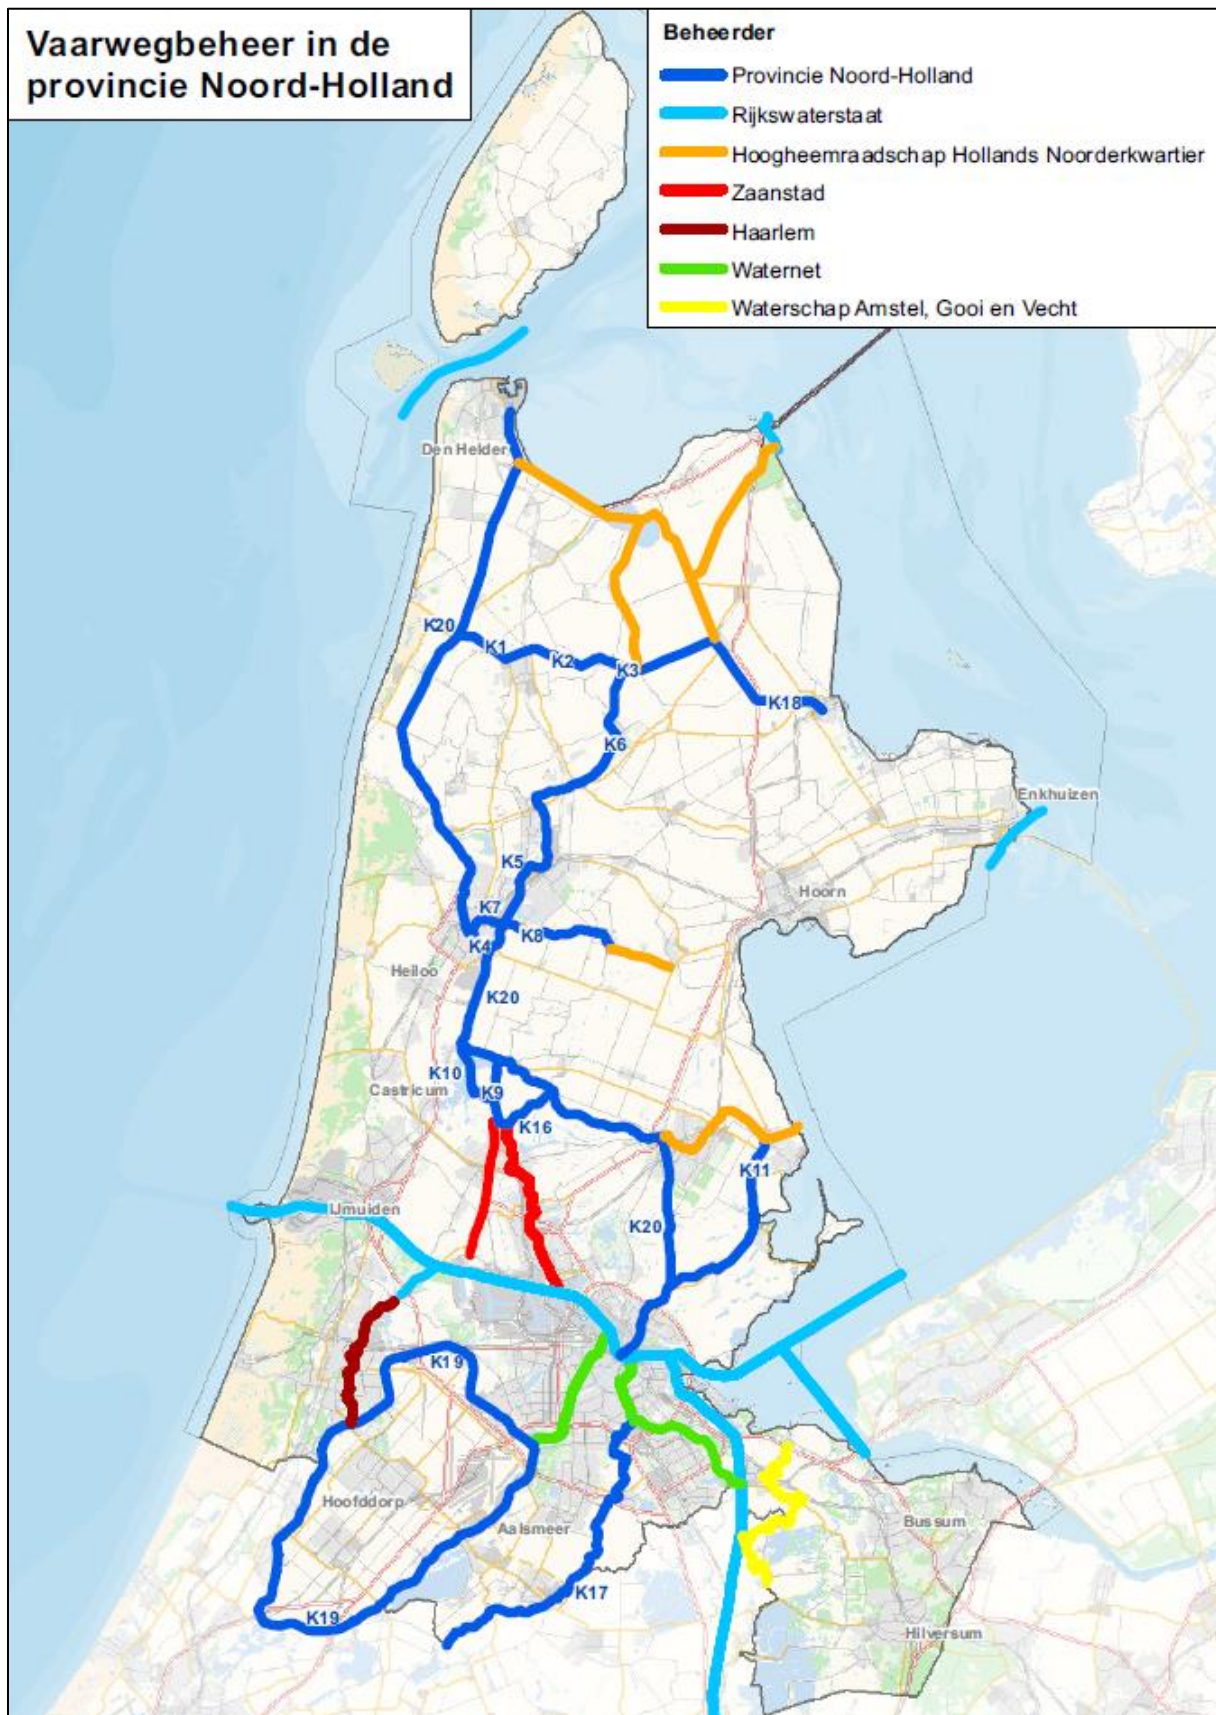 Vaarwegbeheer in de
provincie Noord-Holland
Beheerder
Provincie Noord-Holland
Rijkswaterstaat
Hoogheemraadschap Hollands Noorderkwartier
Zaanstad
Haarlem
Waternet
Waterschap Amstel, Gooi en Vecht
Den Helder
K20
K1
K2
K3
K18
K6
Enkhuizen
K5
Hoorn
K7
K8
K4
Heiloo
K20
K10
Castricum
K9
K16
K11
IJmuiden
K20
K19
Hoofddorp
Aalsmeer
Bussum
K17
K19
Hilversum